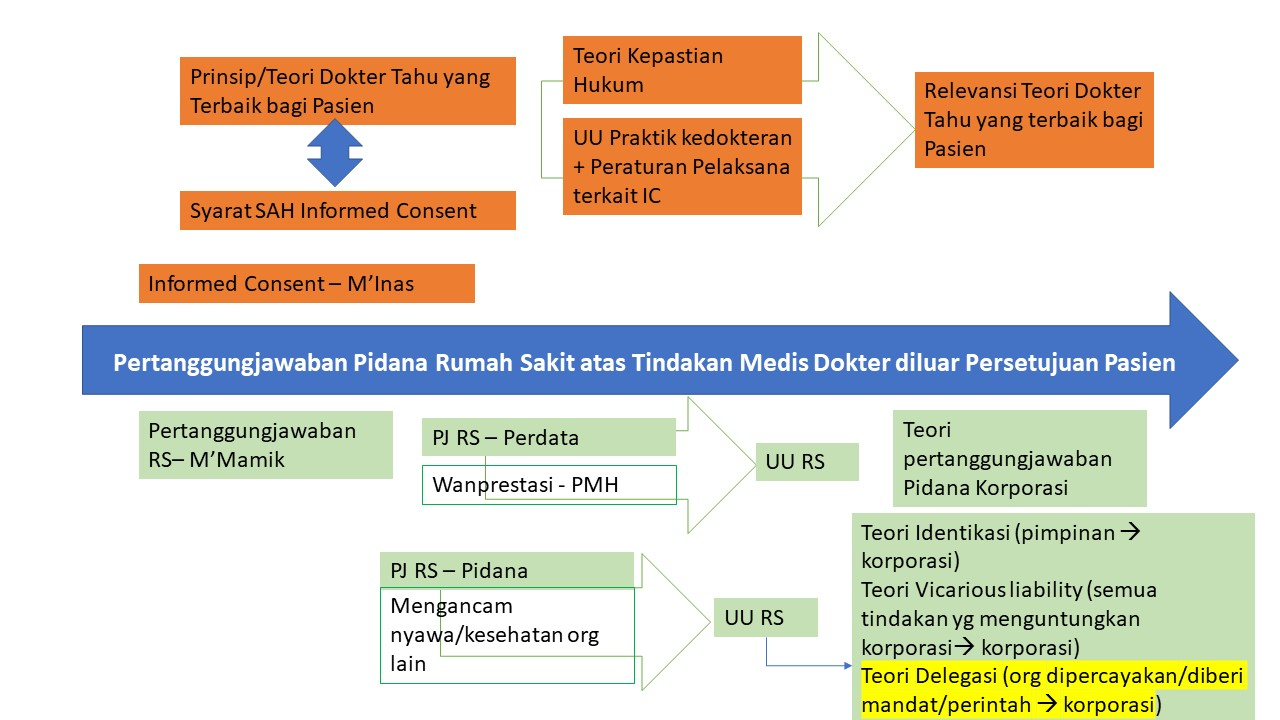 Prinsip/Teori Dokter Tahu yang
Terbaik bagi Pasien
Syarat SAH Informed Consent
Teori Kepastian
Hukum
UU Praktik kedokteran
+ Peraturan Pelaksana
terkait IC
Relevansi Teori Dokter
Tahu yang terbaik bagi
Pasien
Informed Consent – M’Inas
Pertanggungjawaban Pidana Rumah Sakit atas Tindakan Medis Dokter diluar Persetujuan Pasien
Pertanggungjawaban
RS– M’Mamik
PJ RS – Perdata
Wanprestasi - PMH
UU RS
Teori
pertanggungjawaban
Pidana Korporasi
PJ RS – Pidana
Mengancam
nyawa/kesehatan org
lain
UU RS
Teori Identikasi (pimpinan →
korporasi)
Teori Vicarious liability (semua
tindakan yg menguntungkan
korporasi→ korporasi)
Teori Delegasi (org dipercayakan/diberi
mandat/perintah → korporasi)